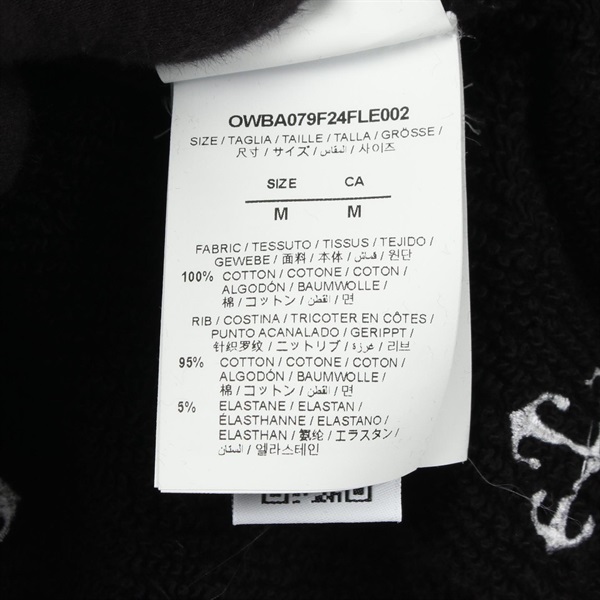 OWBA079F24FLE002
SIZE / TAGLIA / TAILLE / TALLA / GRÖSSE /
尺寸 / サイズ / المقاس / 사이즈
SIZE CA
M M
FABRIC / TESSUTO / TISSUS / TEJIDO /
GEWEBE / 面料 / 本体 / قماش / 원단
100% COTTON / COTONE / COTON /
ALGODÓN / BAUMWOLLE /
棉 / コットン / القطن / 면
RIB / COSTINA / TRICOTER EN CÔTES /
PUNTO ACANALADO / GERIPPT /
针织罗纹 / ニットリブ / غرزة / 리브
95% COTTON / COTONE / COTON /
ALGODÓN / BAUMWOLLE /
棉 / コットン / القطن / 면
5% ELASTANE / ELASTAN /
ÉLASTHANNE / ELASTANO /
ELASTHAN / 氨纶 / エラスタン /
الستان / 엘라스테인